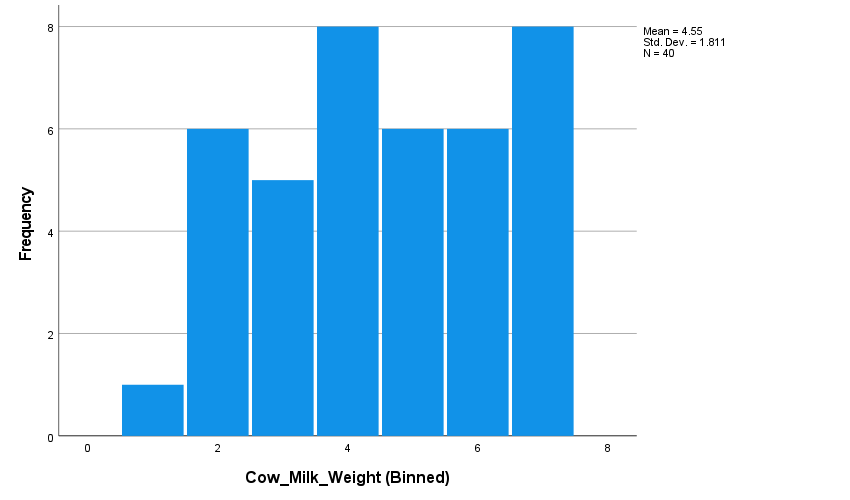 Mean = 4.55
Std. Dev. = 1.811
N = 40
8
6
4
2
0
Frequency
0 2 4 6 8
Cow_Milk_Weight (Binned)